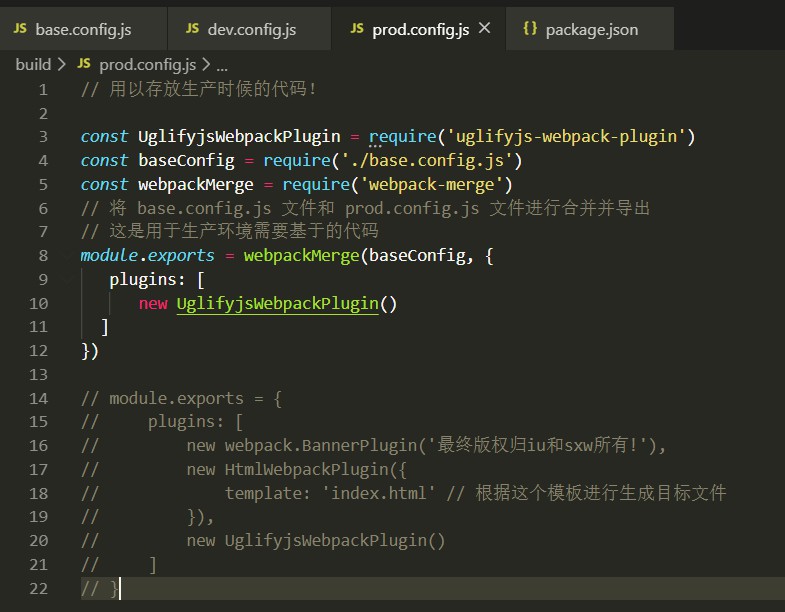 JS base.config.js JS dev.config.js JS prod.config.js × {} package.json
build > JS prod.config.js > ...
1 // 用以存放生产时候的代码!
2
3 const UglifyjsWebpackPlugin = require('uglifyjs-webpack-plugin')
4 const baseConfig = require('./base.config.js')
5 const webpackMerge = require('webpack-merge')
6 // 将 base.config.js 文件和 prod.config.js 文件进行合并并导出
7 // 这是用于生产环境需要基于的代码
8 module.exports = webpackMerge(baseConfig, {
9 plugins: [
10 new UglifyjsWebpackPlugin()
11 ]
12 })
13
14 // module.exports = {
15 // plugins: [
16 // new webpack.BannerPlugin('最终版权归iu和sxw所有!'),
17 // new HtmlWebpackPlugin({
18 // template: 'index.html' // 根据这个模板进行生成目标文件
19 // }),
20 // new UglifyjsWebpackPlugin()
21 // ]
22 // }